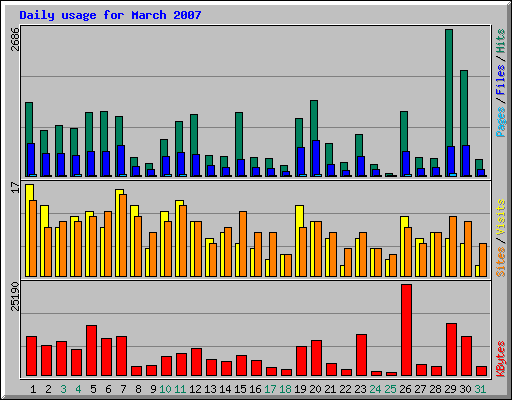 Daily usage for March 2007
2686
Pages / Files / Hits
17
Sites / Visits
25190
KBytes
1 2 3 4 5 6 7 8 9 10 11 12 13 14 15 16 17 18 19 20 21 22 23 24 25 26 27 28 29 30 31